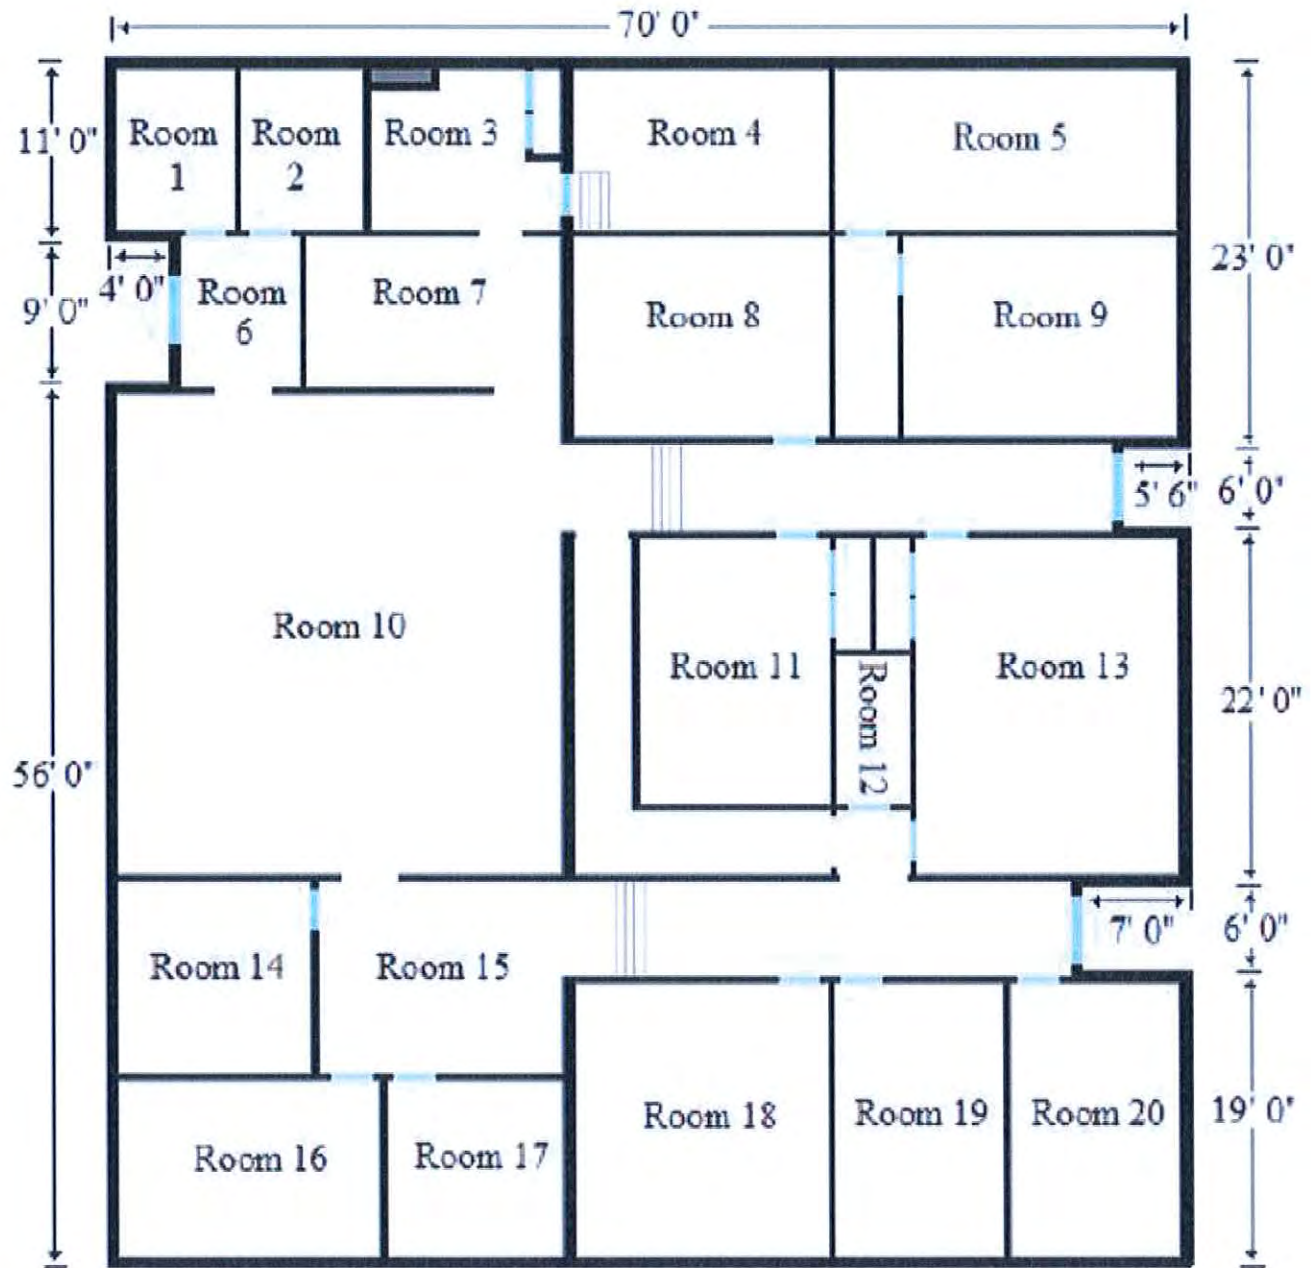 70' 0"
11' 0"
Room
1
Room
2
Room 3
Room 4
Room 5
4' 0"
9' 0"
Room
6
Room 7
Room 8
Room 9
23' 0"
5' 6"
6' 0"
Room 10
Room 11
Room 12
Room 13
22' 0"
56' 0"
7' 0"
6' 0"
Room 14
Room 15
Room 16
Room 17
Room 18
Room 19
Room 20
19' 0"